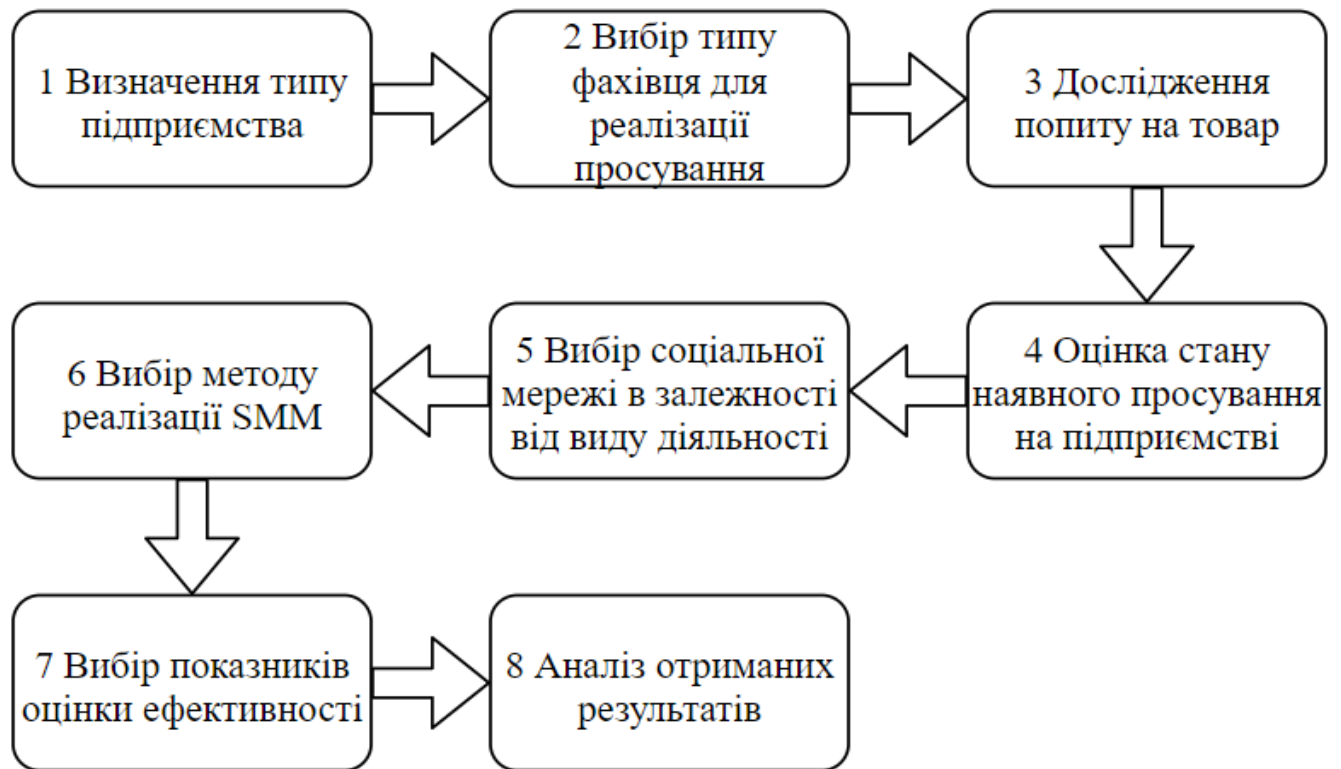 1 Визначення типу
підприємства
2 Вибір типу
фахівця для
реалізації
просування
3 Дослідження
попиту на товар
4 Оцінка стану
наявного просування
на підприємстві
5 Вибір соціальної
мережі в залежності
від виду діяльності
6 Вибір методу
реалізації SMM
7 Вибір показників
оцінки ефективності
8 Аналіз отриманих
результатів